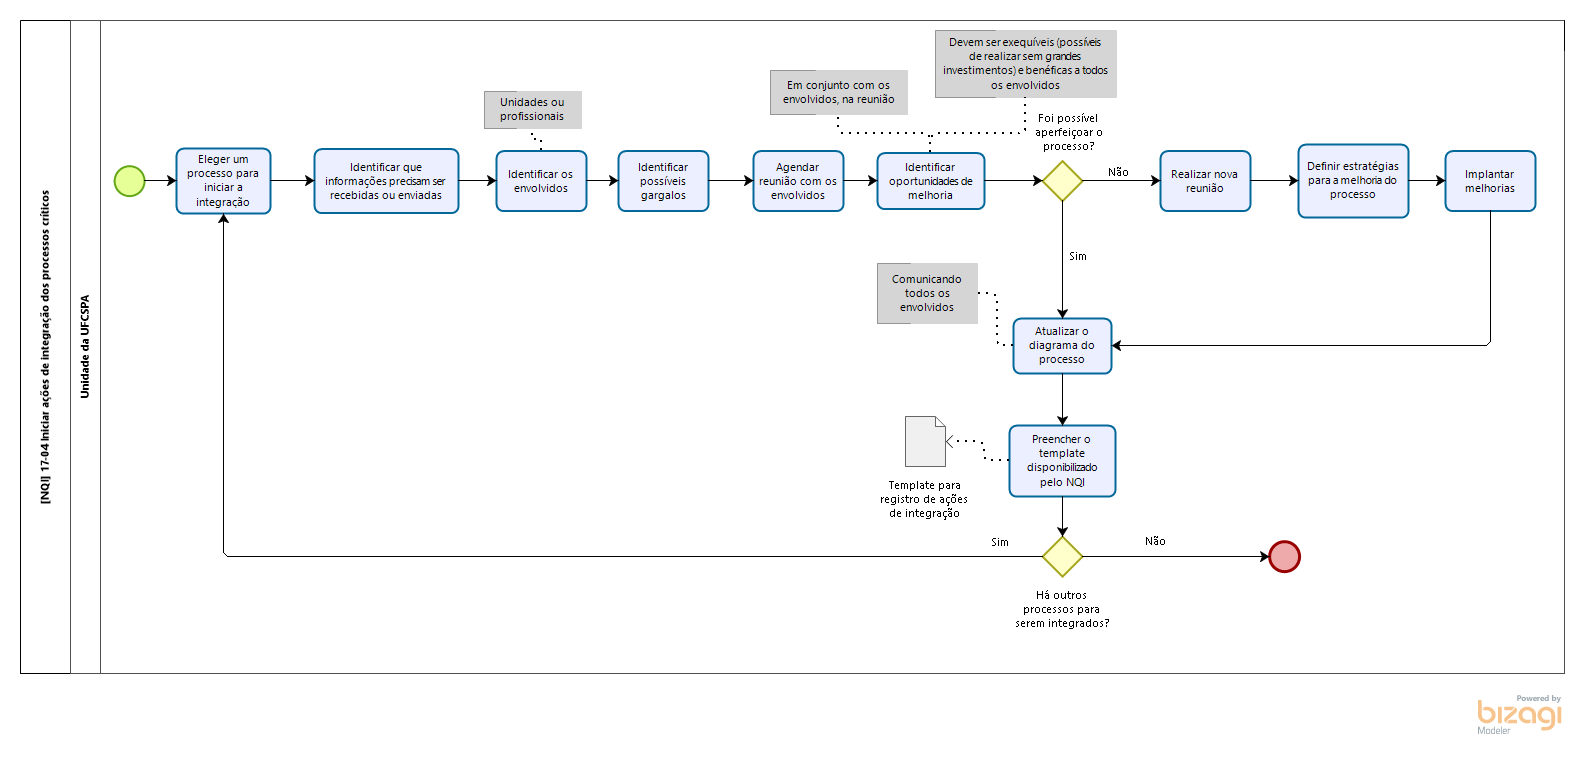 [NQI] 17-04 Iniciar ações de integração dos processos críticos
Unidade da UFCSPA
Eleger um
processo para
iniciar a
integração
Identificar que
informações precisam ser
recebidas ou enviadas
Unidades ou
profissionais
Identificar os
envolvidos
Identificar
possíveis
gargalos
Agendar
reunião com os
envolvidos
Em conjunto com os
envolvidos, na reunião
Devem ser exequíveis (possíveis
de realizar sem grandes
investimentos) e benéficas a todos
os envolvidos
Identificar
oportunidades de
melhoria
Foi possível
aperfeiçoar o
processo?
Não
Realizar nova
reunião
Definir estratégias
para a melhoria do
processo
Implantar
melhorias
Sim
Comunicando
todos os
envolvidos
Atualizar o
diagrama do
processo
Preencher o
template
disponibilizado
pelo NQI
Template para
registro de ações
de integração
Sim
Não
Há outros
processos para
serem integrados?
Powered by
bizagi
Modeler